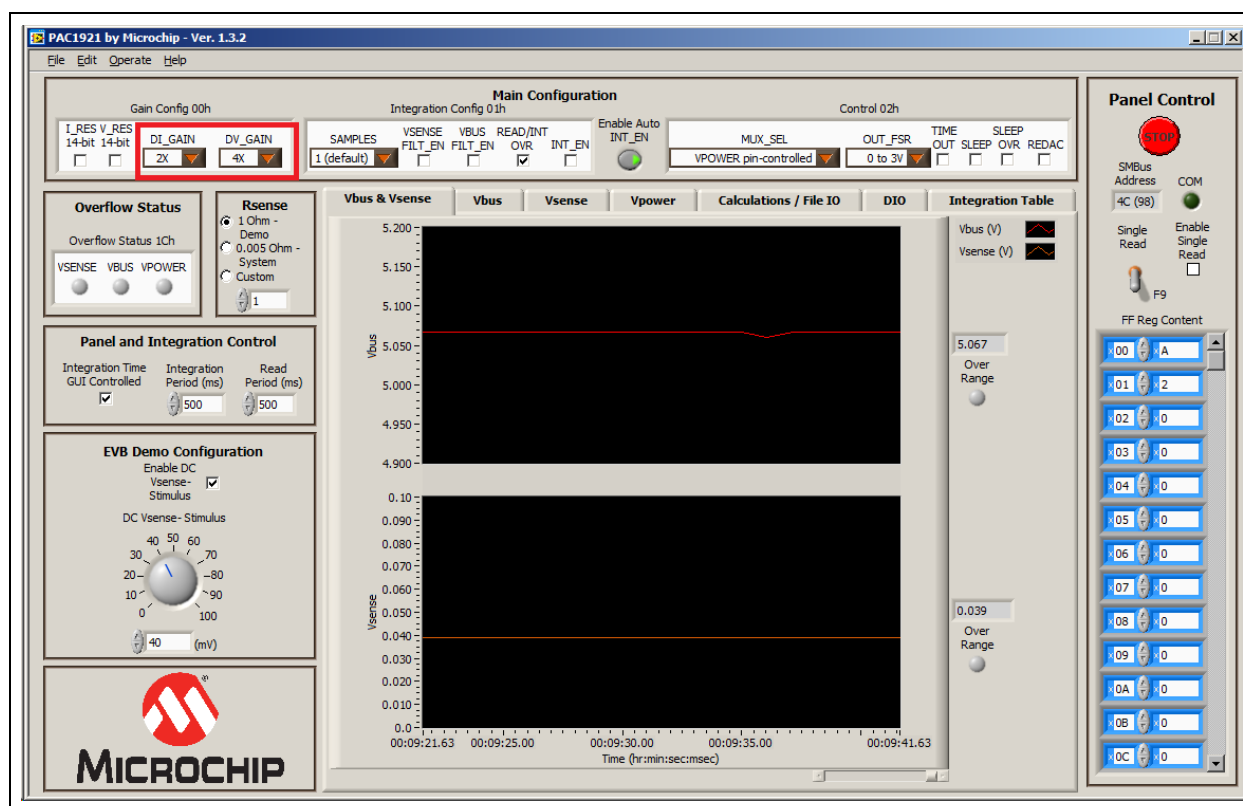 PAC1921 by Microchip - Ver. 1.3.2
File Edit Operate Help
Main Configuration
Gain Config 00h
Integration Config 01h
Control 02h
I_RES 14-bit
V_RES 14-bit
DI_GAIN
2X
DV_GAIN
4X
SAMPLES
1 (default)
VSENSE FILT_EN
VBUS FILT_EN
READ/INT OVR
INT_EN
Enable Auto
INT_EN
MUX_SEL
VPOWER pin-controlled
OUT_FSR
0 to 3V
TIME OUT
SLEEP
SLEEP OVR
REDAC
Panel Control
STOP
SMBus
Address
4C (98)
COM
Single
Read
Enable
Single
Read
F9
FF Reg Content
x 00 x A
x 01 x 2
x 02 x 0
x 03 x 0
x 04 x 0
x 05 x 0
x 06 x 0
x 07 x 0
x 08 x 0
x 09 x 0
x 0A x 0
x 0B x 0
x 0C x 0
Overflow Status
Overflow Status 1Ch
VSENSE VBUS VPOWER
Rsense
1 Ohm -
Demo
0.005 Ohm -
System
Custom
1
Panel and Integration Control
Integration Time
GUI Controlled
Integration
Period (ms)
500
Read
Period (ms)
500
EVB Demo Configuration
Enable DC
Vsense-
Stimulus
DC Vsense- Stimulus
0 10 20 30 40 50 60 70 80 90 100
40 (mV)
MICROCHIP
®
Vbus & Vsense Vbus Vsense Vpower Calculations / File IO DIO Integration Table
Vbus
5.200
5.150
5.100
5.050
5.000
4.950
4.900
Vsense
0.10
0.090
0.080
0.070
0.060
0.050
0.040
0.030
0.020
0.010
0.0
00:09:21.63 00:09:25.00 00:09:30.00 00:09:35.00 00:09:41.63
Time (hr:min:sec:msec)
Vbus (V)
Vsense (V)
5.067
Over
Range
0.039
Over
Range